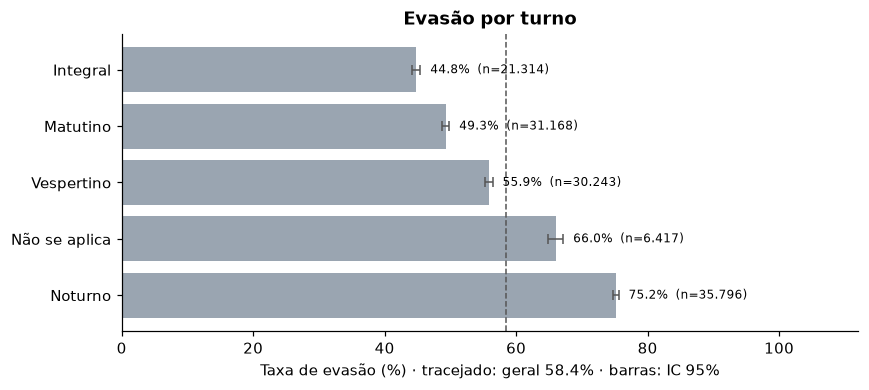 Evasão por turno
Integral 44.8% (n=21.314)
Matutino 49.3% (n=31.168)
Vespertino 55.9% (n=30.243)
Não se aplica 66.0% (n=6.417)
Noturno 75.2% (n=35.796)
0 20 40 60 80 100
Taxa de evasão (%) · tracejado: geral 58.4% · barras: IC 95%